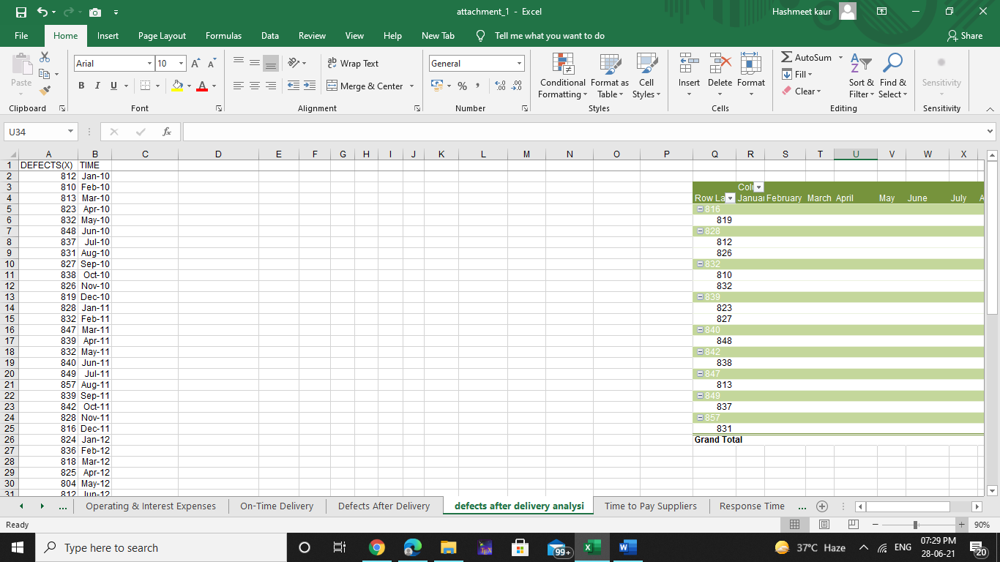 attachment_1 - Excel
Hashmeet kaur
File Home Insert Page Layout Formulas Data Review View Help New Tab Tell me what you want to do Share
Paste
Clipboard
Arial 10
B I U
Font
Wrap Text
Merge & Center
Alignment
General
% ,
Number
Conditional Formatting
Format as Table
Cell Styles
Styles
Insert Delete Format
Cells
AutoSum
Fill
Clear
Sort & Filter
Find & Select
Editing
Sensitivity
Sensitivity
U34 fx
A B C D E F G H I J K L M N O P Q R S T U V W X
1 DEFECTS(X) TIME
2 812 Jan-10
3 810 Feb-10 Colu
4 813 Mar-10 Row La Januar February March April May June July A
5 823 Apr-10 816
6 832 May-10 819
7 848 Jun-10 828
8 837 Jul-10 812
9 831 Aug-10 826
10 827 Sep-10 832
11 838 Oct-10 810
12 826 Nov-10 832
13 819 Dec-10 839
14 828 Jan-11 823
15 832 Feb-11 827
16 847 Mar-11 840
17 839 Apr-11 848
18 832 May-11 842
19 840 Jun-11 838
20 849 Jul-11 847
21 857 Aug-11 813
22 839 Sep-11 849
23 842 Oct-11 837
24 828 Nov-11 857
25 816 Dec-11 831
26 824 Jan-12 Grand Total
27 836 Feb-12
28 818 Mar-12
29 825 Apr-12
30 804 May-12
31 812 Jun-12
... Operating & Interest Expenses On-Time Delivery Defects After Delivery defects after delivery analysi Time to Pay Suppliers Response Time ...
Ready 90%
Type here to search
99+
37°C Haze
ENG
07:29 PM
28-06-21
20